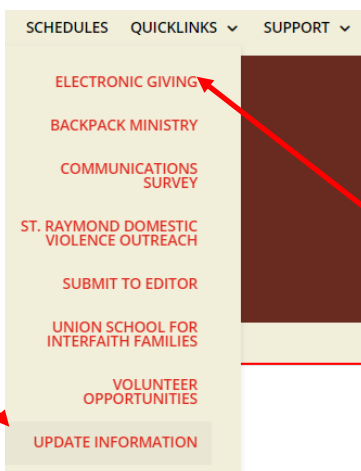 SCHEDULES QUICKLINKS SUPPORT
ELECTRONIC GIVING
BACKPACK MINISTRY
COMMUNICATIONS
SURVEY
ST. RAYMOND DOMESTIC
VIOLENCE OUTREACH
SUBMIT TO EDITOR
UNION SCHOOL FOR
INTERFAITH FAMILIES
VOLUNTEER
OPPORTUNITIES
UPDATE INFORMATION